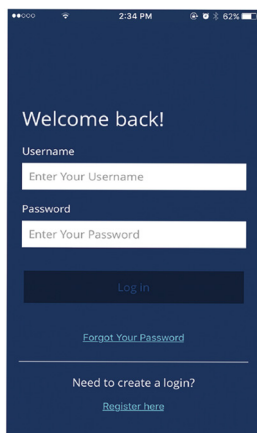 2:34 PM 62%
Welcome back!
Username
Enter Your Username
Password
Enter Your Password
Log in
Forgot Your Password
Need to create a login?
Register here